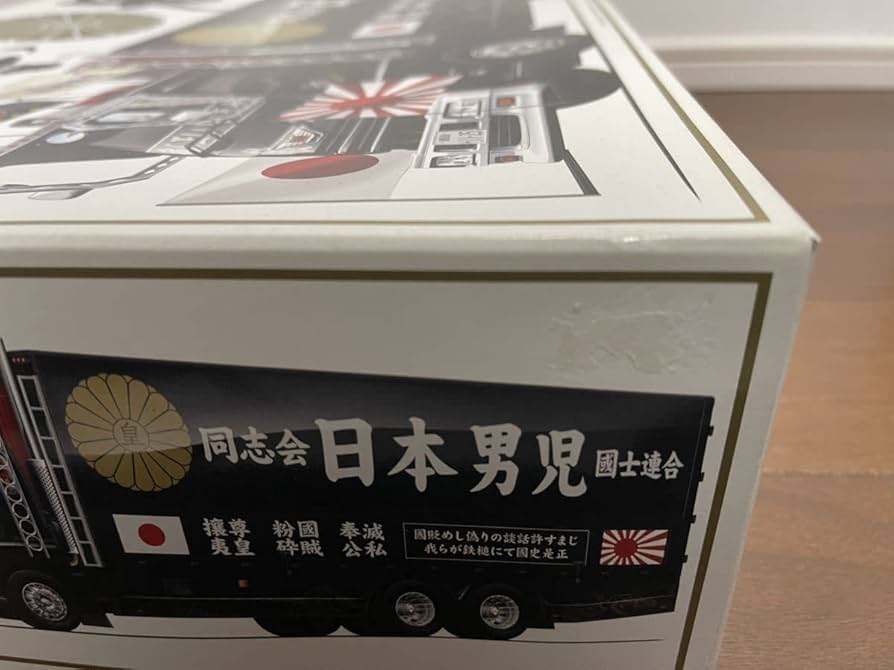 皇
同志会 日本男児 國士連合
尊皇
攘夷
國賊
粉砕
滅私
奉公
國貶めし偽りの談話許すまじ
我らが鉄槌にて國史是正